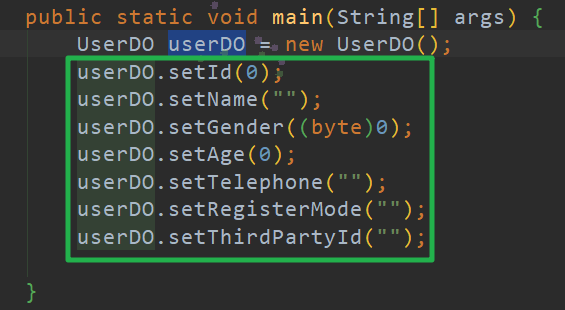 public static void main(String[] args) {
UserDO userDO = new UserDO();
userDO.setId(0);
userDO.setName("");
userDO.setGender((byte)0);
userDO.setAge(0);
userDO.setTelephone("");
userDO.setRegisterMode("");
userDO.setThirdPartyId("");
}